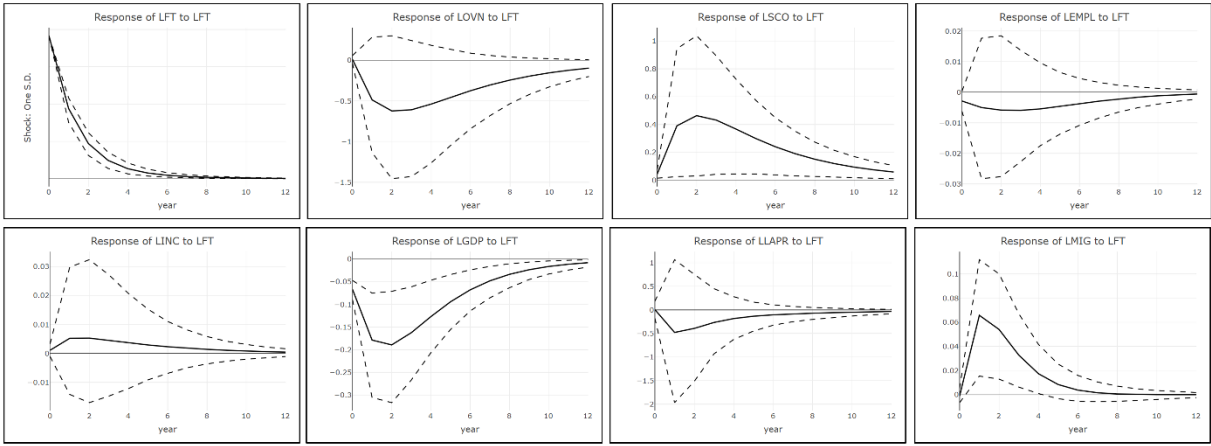 Response of LFT to LFT
Shock: One S.D.
0 2 4 6 8 10 12
year
Response of LOVN to LFT
0
−0.5
−1
−1.5
0 2 4 6 8 10 12
year
Response of LSCO to LFT
1
0.8
0.6
0.4
0.2
0
0 2 4 6 8 10 12
year
Response of LEMPL to LFT
0.02
0.01
0
−0.01
−0.02
−0.03
0 2 4 6 8 10 12
year
Response of LINC to LFT
0.03
0.02
0.01
0
−0.01
0 2 4 6 8 10 12
year
Response of LGDP to LFT
0
−0.05
−0.1
−0.15
−0.2
−0.25
−0.3
0 2 4 6 8 10 12
year
Response of LLAPR to LFT
1
0.5
0
−0.5
−1
−1.5
−2
0 2 4 6 8 10 12
year
Response of LMIG to LFT
0.1
0.08
0.06
0.04
0.02
0
0 2 4 6 8 10 12
year